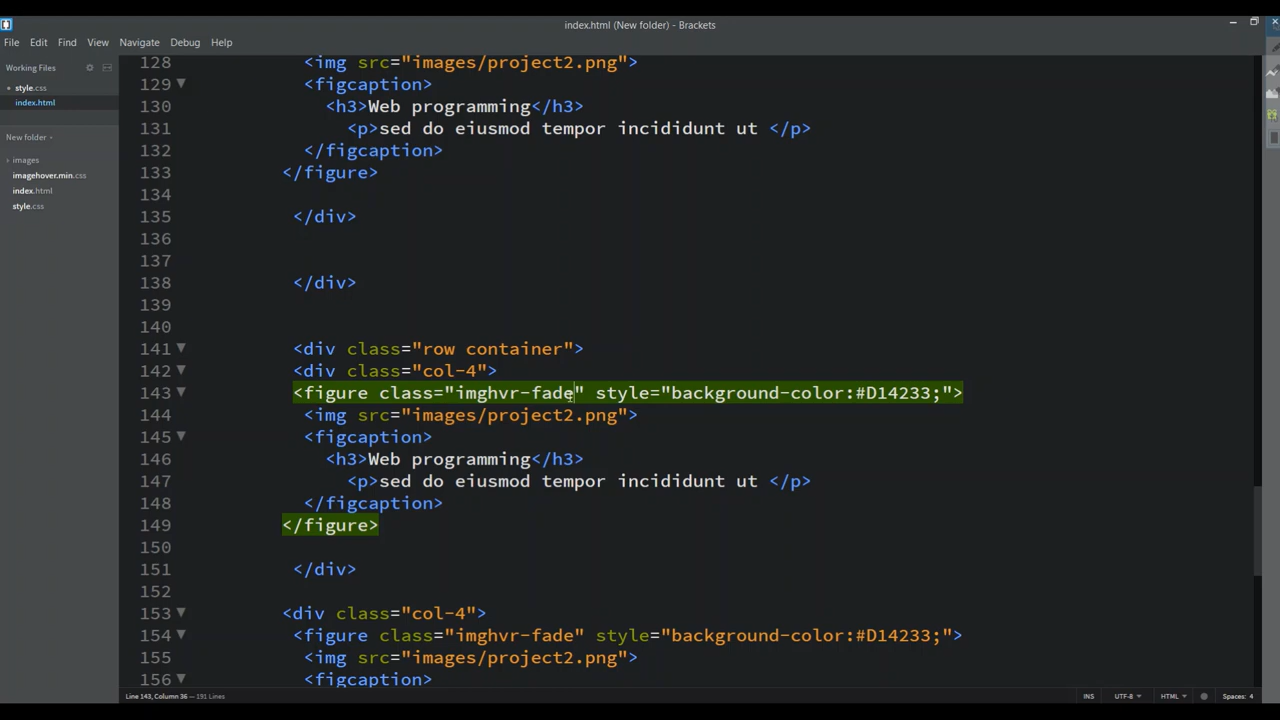 index.html (New folder) - Brackets
File Edit Find View Navigate Debug Help
Working Files
style.css
index.html
New folder
images
imagehover.min.css
index.html
style.css
128 <img src="images/project2.png">
129 <figcaption>
130 <h3>Web programming</h3>
131 <p>sed do eiusmod tempor incididunt ut </p>
132 </figcaption>
133 </figure>
134
135 </div>
136
137
138 </div>
139
140
141 <div class="row container">
142 <div class="col-4">
143 <figure class="imghvr-fade" style="background-color:#D14233;">
144 <img src="images/project2.png">
145 <figcaption>
146 <h3>Web programming</h3>
147 <p>sed do eiusmod tempor incididunt ut </p>
148 </figcaption>
149 </figure>
150
151 </div>
152
153 <div class="col-4">
154 <figure class="imghvr-fade" style="background-color:#D14233;">
155 <img src="images/project2.png">
156 <figcaption>
Line 143, Column 36 — 191 Lines INS UTF-8 HTML Spaces: 4